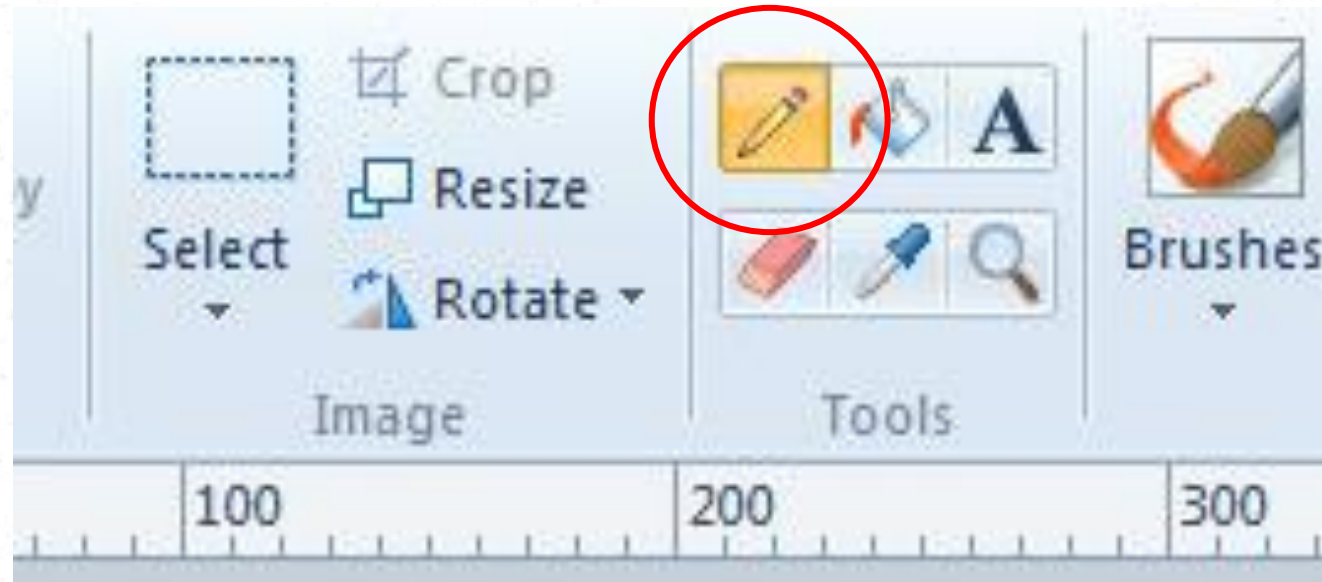 y
Select
Crop
Resize
Rotate
Image
A
Tools
Brushes
100
200
300